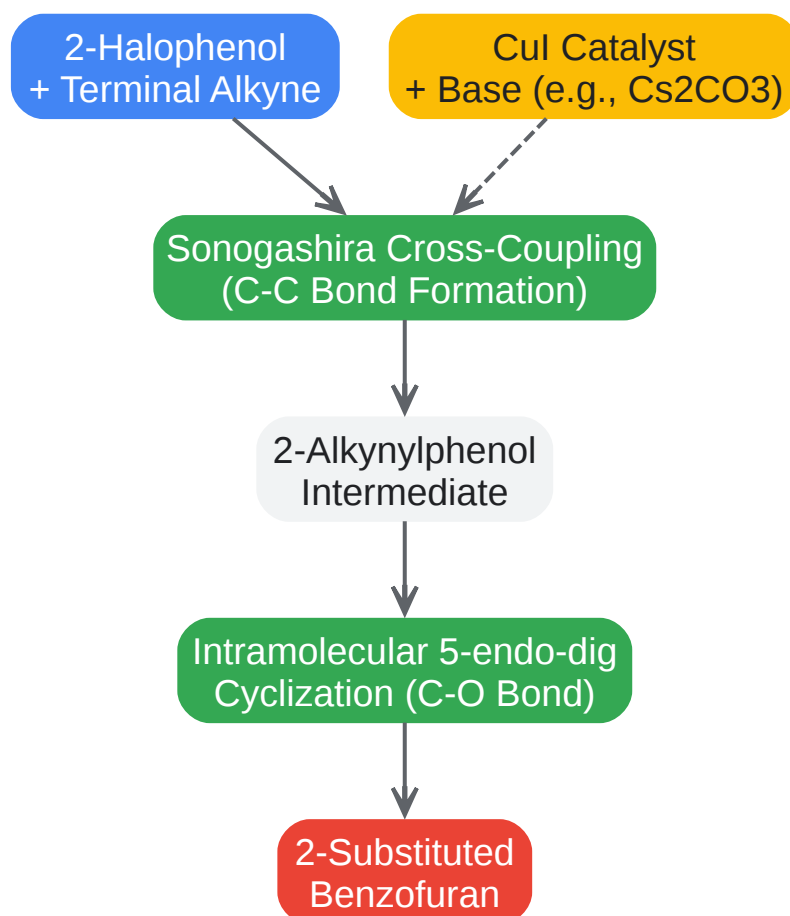 2-Halophenol
+ Terminal Alkyne
CuI Catalyst
+ Base (e.g., Cs2CO3)
Sonogashira Cross-Coupling
(C-C Bond Formation)
2-Alkynylphenol
Intermediate
Intramolecular 5-endo-dig
Cyclization (C-O Bond)
2-Substituted
Benzofuran